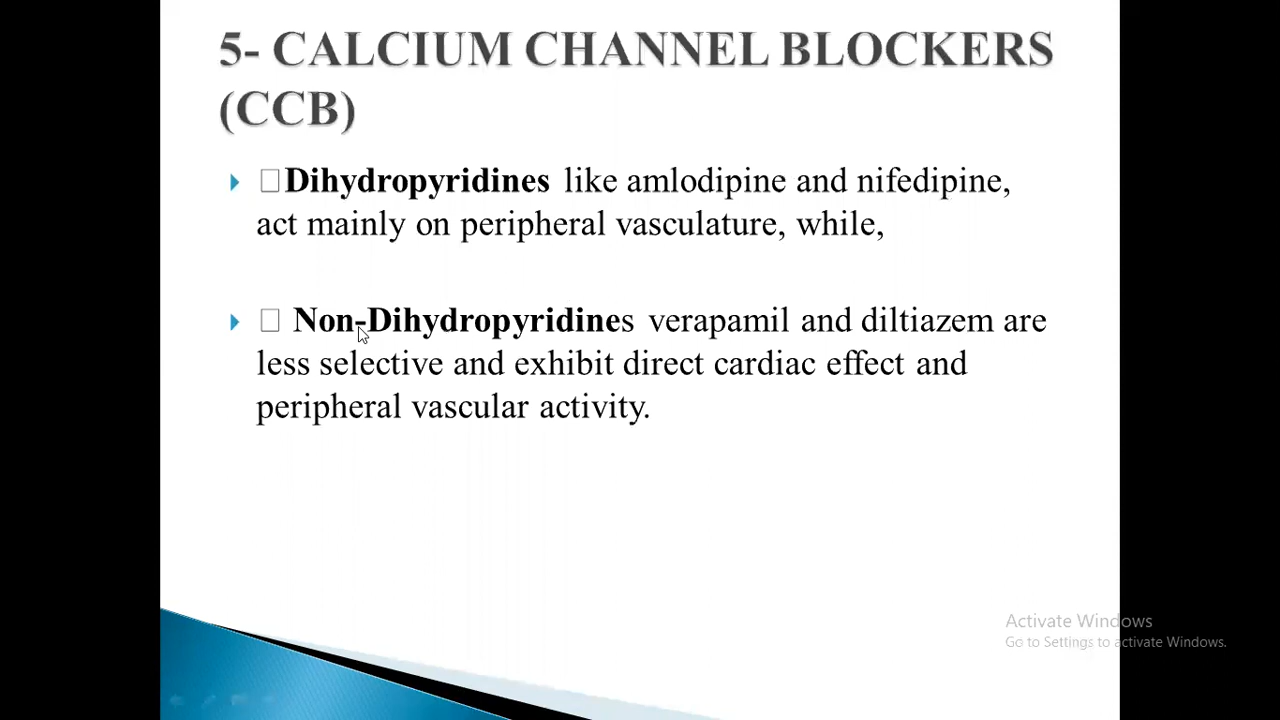 5- CALCIUM CHANNEL BLOCKERS
(CCB)
Dihydropyridines like amlodipine and nifedipine,
act mainly on peripheral vasculature, while,
Non-Dihydropyridines verapamil and diltiazem are
less selective and exhibit direct cardiac effect and
peripheral vascular activity.
Activate Windows
Go to Settings to activate Windows.